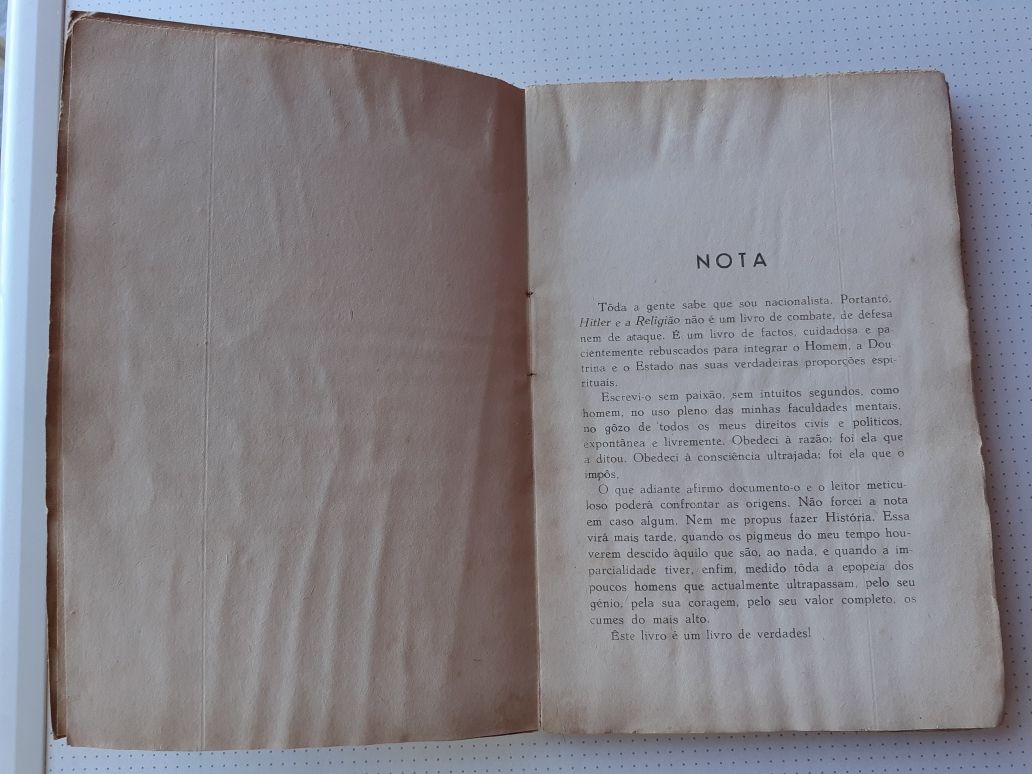 NOTA
Tôda a gente sabe que sou nacionalista. Portanto,
Hitler e a Religião não é um livro de combate, de defesa
nem de ataque. É um livro de factos, cuidadosa e pa-
cientemente rebuscados para integrar o Homem, a Dou-
trina e o Estado nas suas verdadeiras proporções espi-
rituais.
Escrevi-o sem paixão, sem intuitos segundos, como
homem, no uso pleno das minhas faculdades mentais,
no gôzo de todos os meus direitos civis e políticos,
expontânea e livremente. Obedeci à razão; foi ela que
a ditou. Obedeci à consciência ultrajada; foi ela que o
impôs.
O que adiante afirmo documento-o e o leitor meticu-
loso poderá confrontar as origens. Não forcei a nota
em caso algum. Nem me propus fazer História. Essa
virá mais tarde, quando os pigmeus do meu tempo hou-
verem descido àquilo que são, ao nada, e quando a im-
parcialidade tiver, enfim, medido tôda a epopeia dos
poucos homens que actualmente ultrapassam, pelo seu
génio, pela sua coragem, pelo seu valor completo, os
cumes do mais alto.
Êste livro é um livro de verdades!